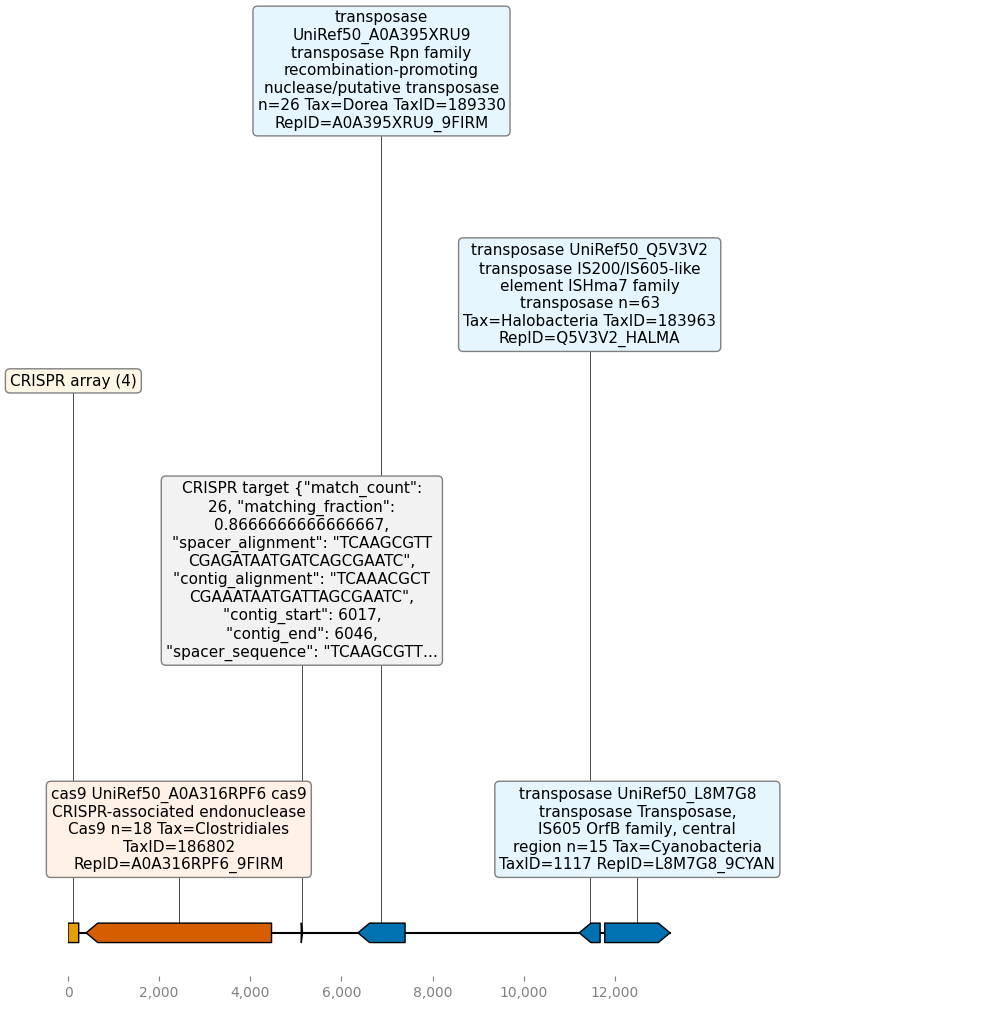 transposase
UniRef50_A0A395XRU9
transposase Rpn family
recombination-promoting
nuclease/putative transposase
n=26 Tax=Dorea TaxID=189330
RepID=A0A395XRU9_9FIRM
transposase UniRef50_Q5V3V2
transposase IS200/IS605-like
element ISHma7 family
transposase n=63
Tax=Halobacteria TaxID=183963
RepID=Q5V3V2_HALMA
CRISPR array (4)
CRISPR target {"match_count":
26, "matching_fraction":
0.8666666666666667,
"spacer_alignment": "TCAAGCGTT
CGAGATAATGATCAGCGAATC",
"contig_alignment": "TCAAACGCT
CGAAATAATGATTAGCGAATC",
"contig_start": 6017,
"contig_end": 6046,
"spacer_sequence": "TCAAGCGTT...
cas9 UniRef50_A0A316RPF6 cas9
CRISPR-associated endonuclease
Cas9 n=18 Tax=Clostridiales
TaxID=186802
RepID=A0A316RPF6_9FIRM
transposase UniRef50_L8M7G8
transposase Transposase,
IS605 OrfB family, central
region n=15 Tax=Cyanobacteria
TaxID=1117 RepID=L8M7G8_9CYAN
0 2,000 4,000 6,000 8,000 10,000 12,000